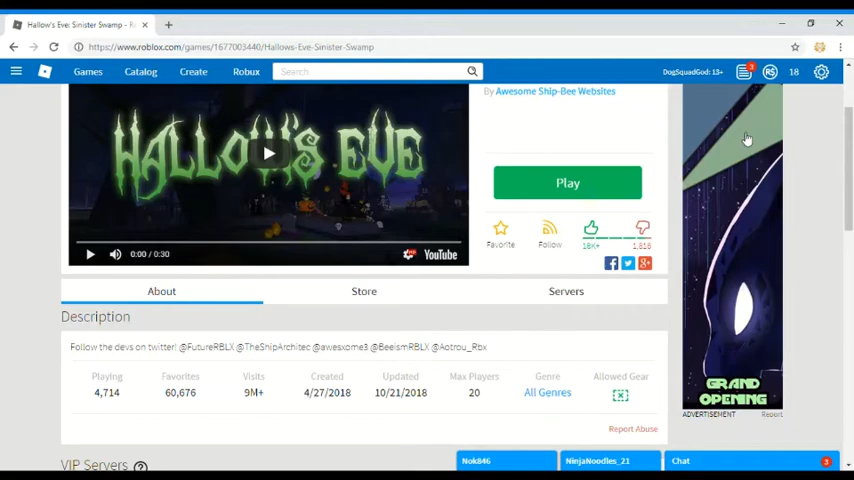 Hallow's Eve: Sinister Swamp - R
https://www.roblox.com/games/1677003440/Hallows-Eve-Sinister-Swamp
Games Catalog Create Robux Search DogSquadGod: 13+ 3 R$ 18
HALLOW'S EVE
By Awesome Ship-Bee Websites
Play
Favorite Follow 18K+ 1,816
0:00 / 0:30 HD YouTube
About Store Servers
Description
Follow the devs on twitter! @FutureRBLX @TheShipArchitec @awesxome3 @BeeismRBLX @Aotrou_Rbx
Playing Favorites Visits Created Updated Max Players Genre Allowed Gear
4,714 60,676 9M+ 4/27/2018 10/21/2018 20 All Genres
GRAND
OPENING
ADVERTISEMENT Report
Report Abuse
VIP Servers ?
Nok846 NinjaNoodles_21 Chat 3